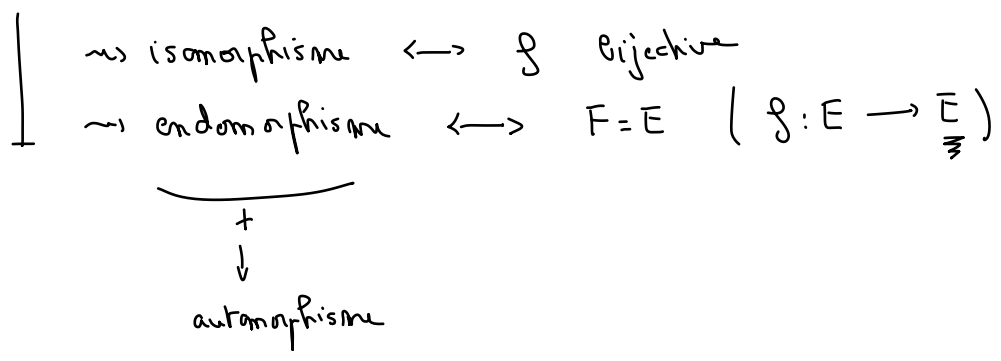 ⇝ isomorphisme ⟷ f bijective
⇝ endomorphisme ⟷ F = E ( f : E ⟶ E )
+
↓
automorphisme